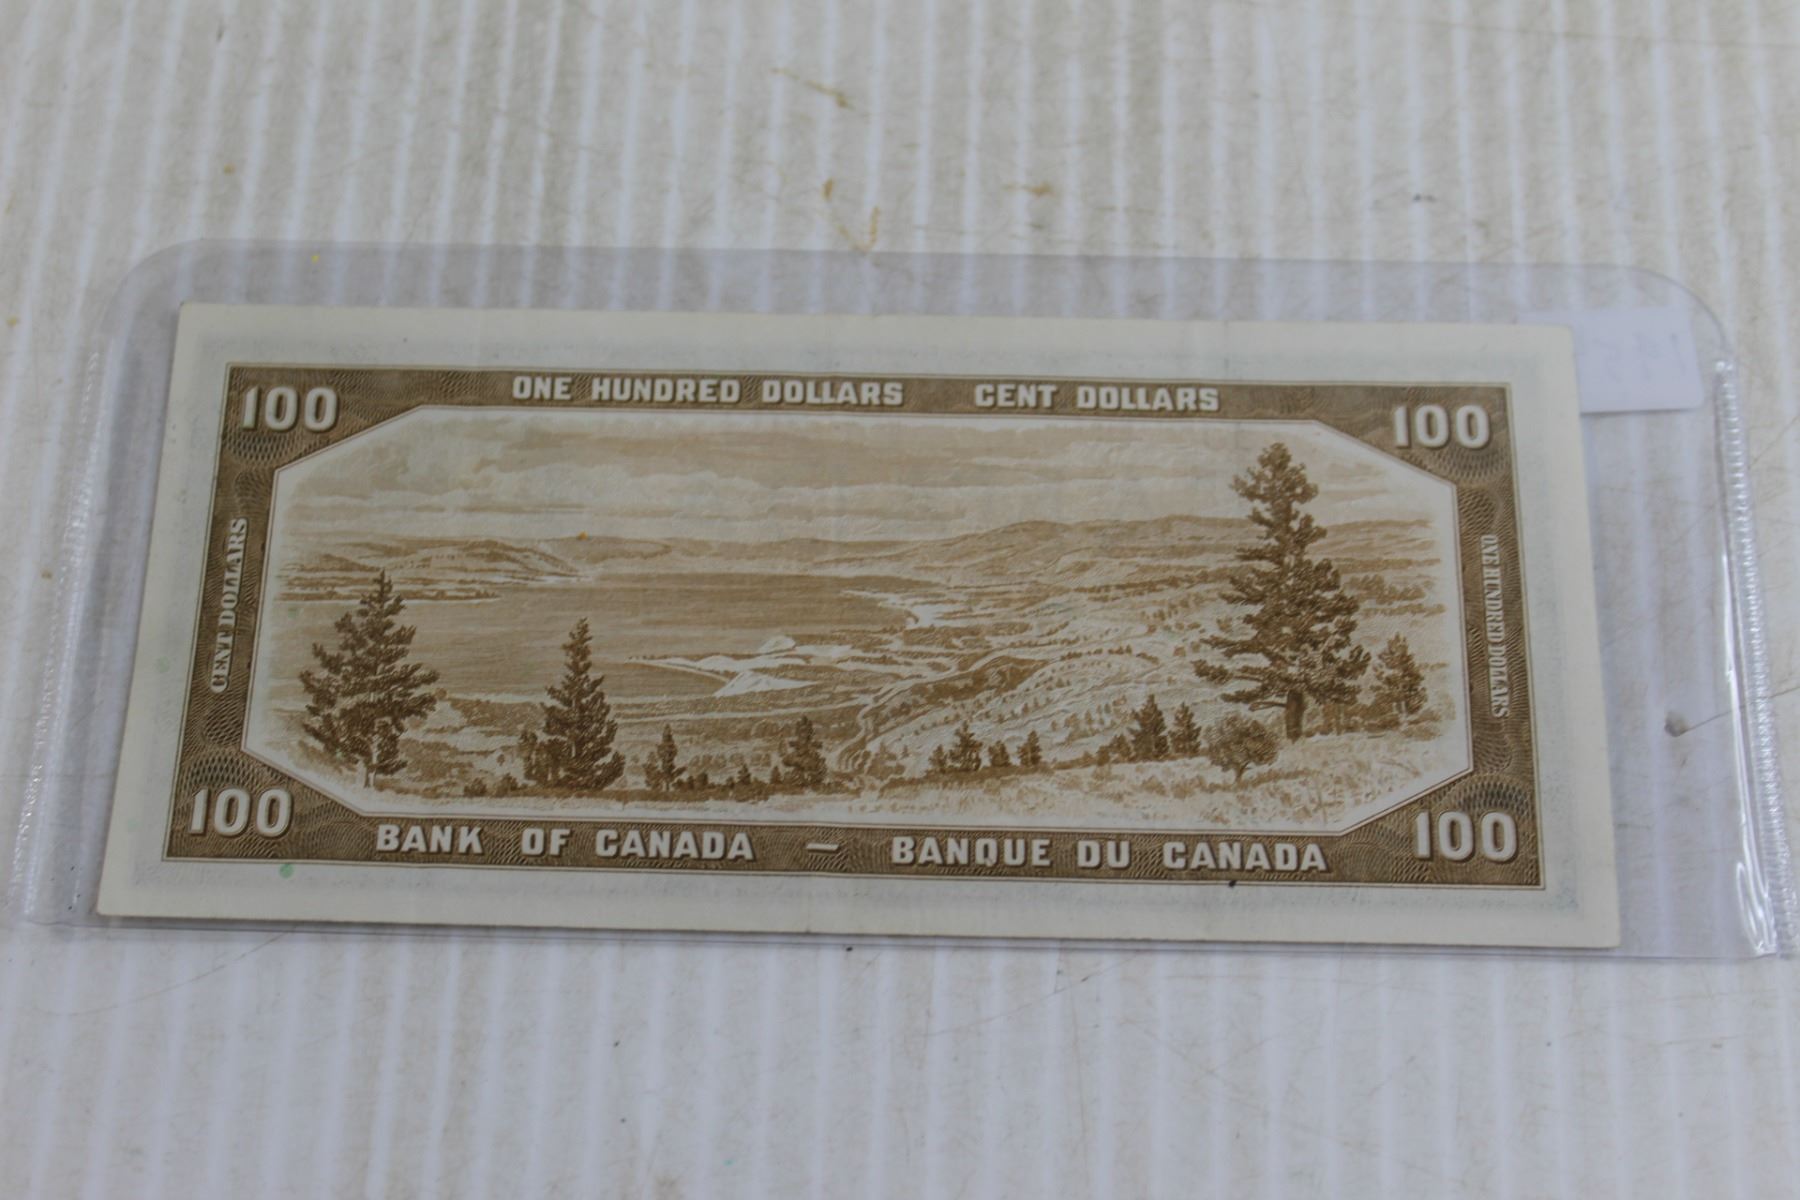 100 ONE HUNDRED DOLLARS CENT DOLLARS 100
CENT DOLLARS
ONE HUNDRED DOLLARS
100 BANK OF CANADA — BANQUE DU CANADA 100